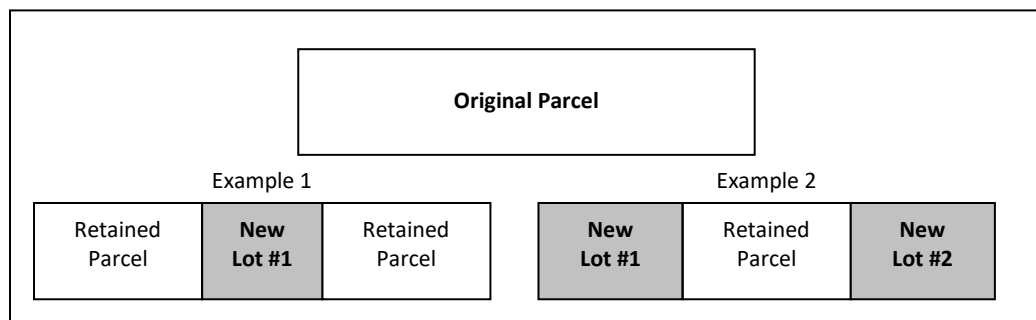 Original Parcel
Example 1
Example 2
Retained
Parcel
New
Lot #1
Retained
Parcel
New
Lot #1
Retained
Parcel
New
Lot #2